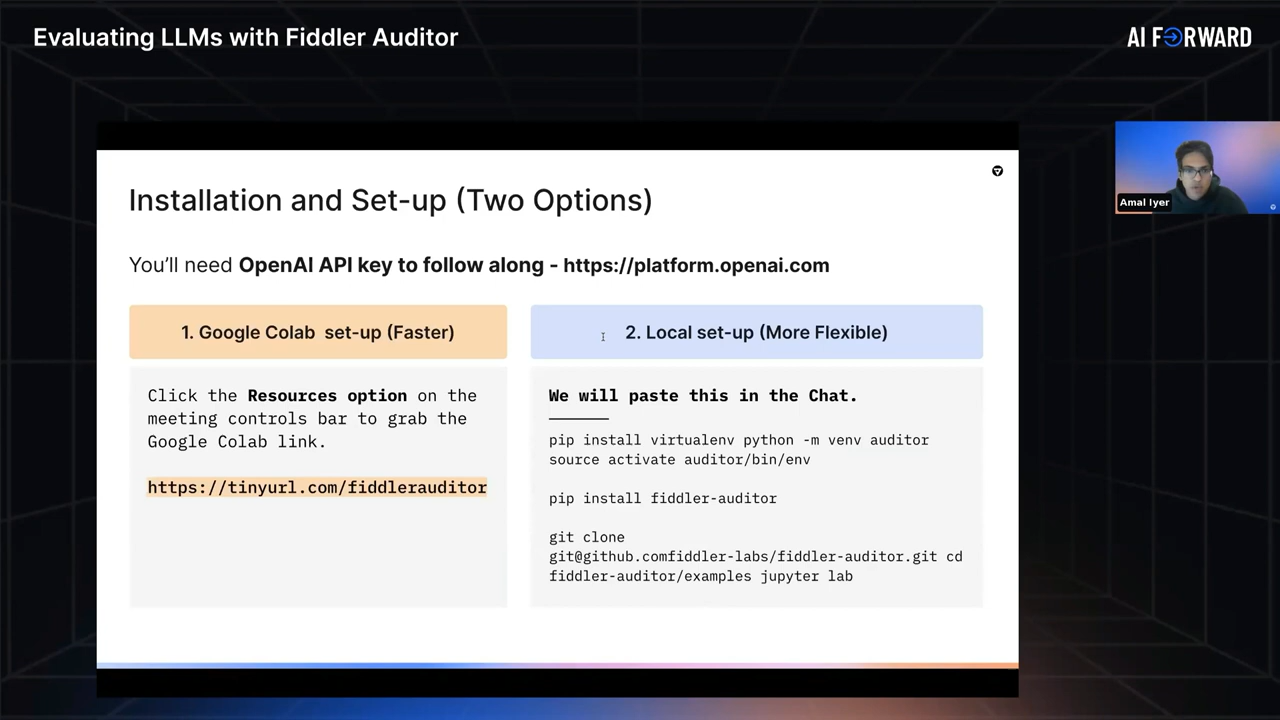 Evaluating LLMs with Fiddler Auditor
AI FORWARD
Amal Iyer
Installation and Set-up (Two Options)
You’ll need OpenAI API key to follow along - https://platform.openai.com
1. Google Colab set-up (Faster)
Click the Resources option on the
meeting controls bar to grab the
Google Colab link.
https://tinyurl.com/fiddlerauditor
2. Local set-up (More Flexible)
We will paste this in the Chat.
pip install virtualenv python -m venv auditor
source activate auditor/bin/env
pip install fiddler-auditor
git clone
git@github.comfiddler-labs/fiddler-auditor.git cd
fiddler-auditor/examples jupyter lab